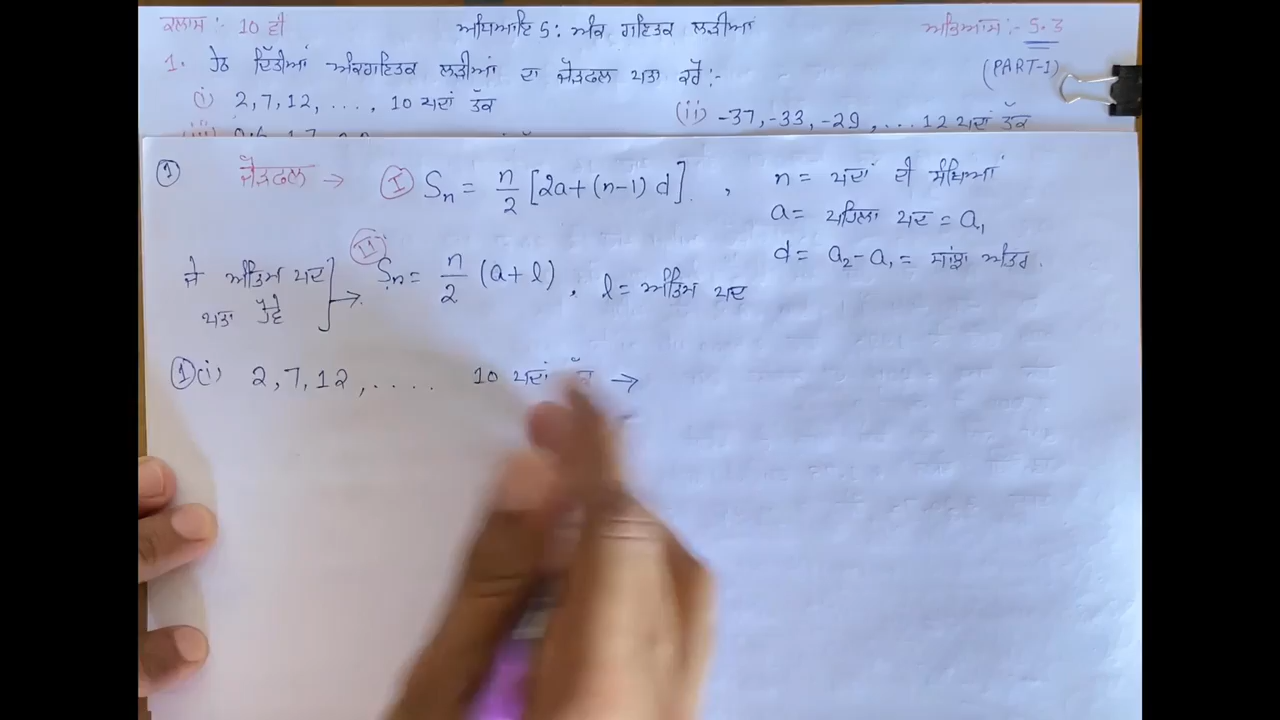 ਕਲਾਸ :- 10 ਵੀਂ ਅਧਿਆਇ 5 : ਅੰਕ ਗਣਿਤਕ ਲੜੀਆਂ ਅਭਿਆਸ :- 5.3
1. ਹੇਠ ਦਿੱਤੀਆਂ ਅੰਕਗਣਿਤਕ ਲੜੀਆਂ ਦਾ ਜੋੜਫਲ ਪਤਾ ਕਰੋ :- (PART-1)
(i) 2, 7, 12, ...., 10 ਪਦਾਂ ਤੱਕ (ii) -37, -33, -29, ... 12 ਪਦਾਂ ਤੱਕ
① ਜੋੜਫਲ → Ⓘ Sn = n/2 [2a+(n-1) d] , n = ਪਦਾਂ ਦੀ ਸੰਖਿਆਂ
a = ਪਹਿਲਾ ਪਦ = a₁
d = a₂-a₁ = ਸਾਂਝਾ ਅੰਤਰ.
ਜੇ ਅੰਤਿਮ ਪਦ ਪਤਾ ਹੋਵੇ ] → (II) Sn = n/2 (a+l) , l = ਅੰਤਿਮ ਪਦ
①(i) 2, 7, 12, .... 10 ਪਦਾਂ →